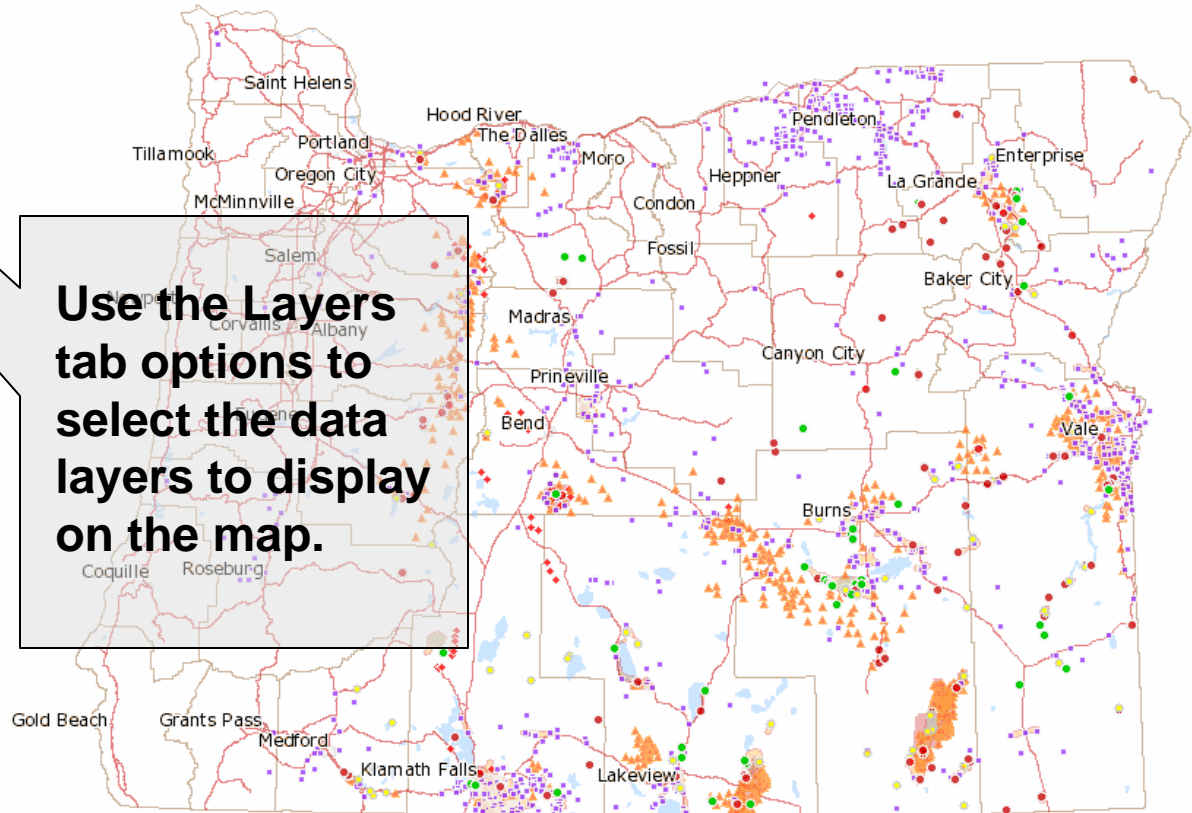 Saint Helens
Hood River
The Dalles
Pendleton
Portland
Tillamook
Moro
Enterprise
Oregon City
Heppner
La Grande
McMinnville
Condon
Salem
Fossil
Baker City
Newport
Use the Layers
tab options to
select the data
layers to display
on the map.
Madras
Corvallis
Albany
Canyon City
Prineville
Eugene
Bend
Vale
Burns
Coquille
Roseburg
Gold Beach
Grants Pass
Medford
Klamath Falls
Lakeview